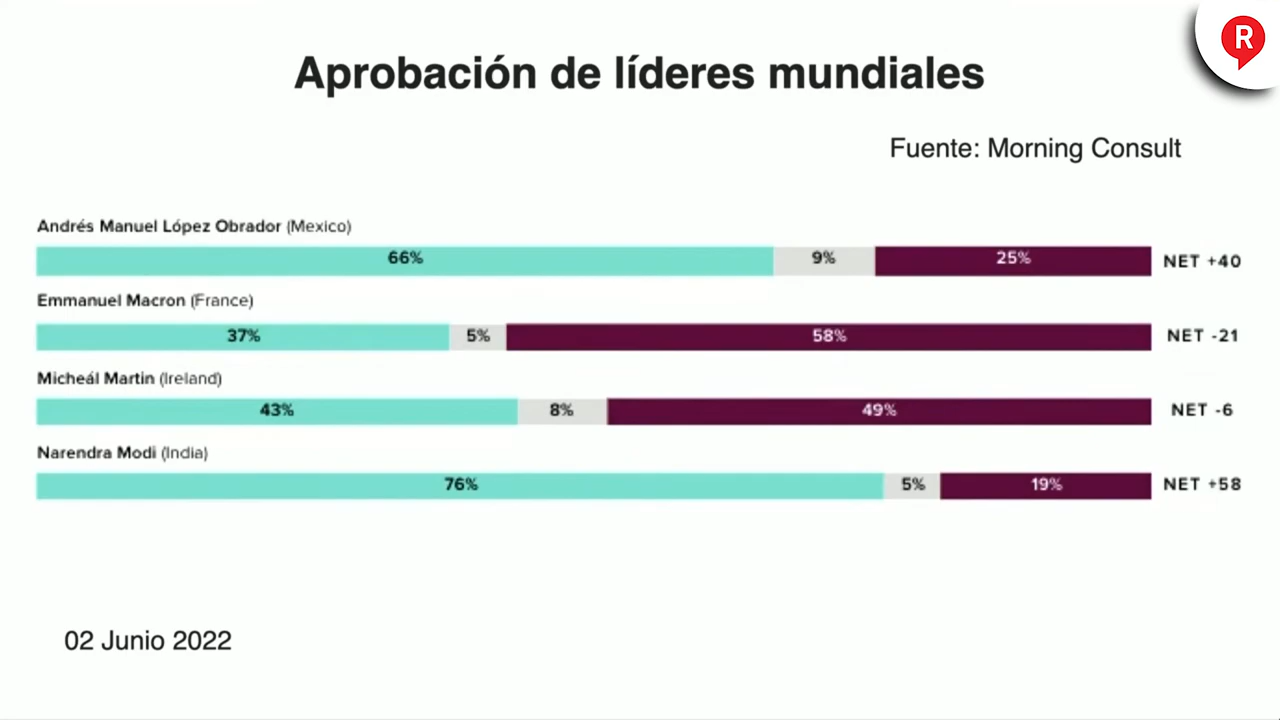 R
Aprobación de líderes mundiales
Fuente: Morning Consult
Andrés Manuel López Obrador (Mexico)
66% 9% 25% NET +40
Emmanuel Macron (France)
37% 5% 58% NET -21
Micheál Martin (Ireland)
43% 8% 49% NET -6
Narendra Modi (India)
76% 5% 19% NET +58
02 Junio 2022